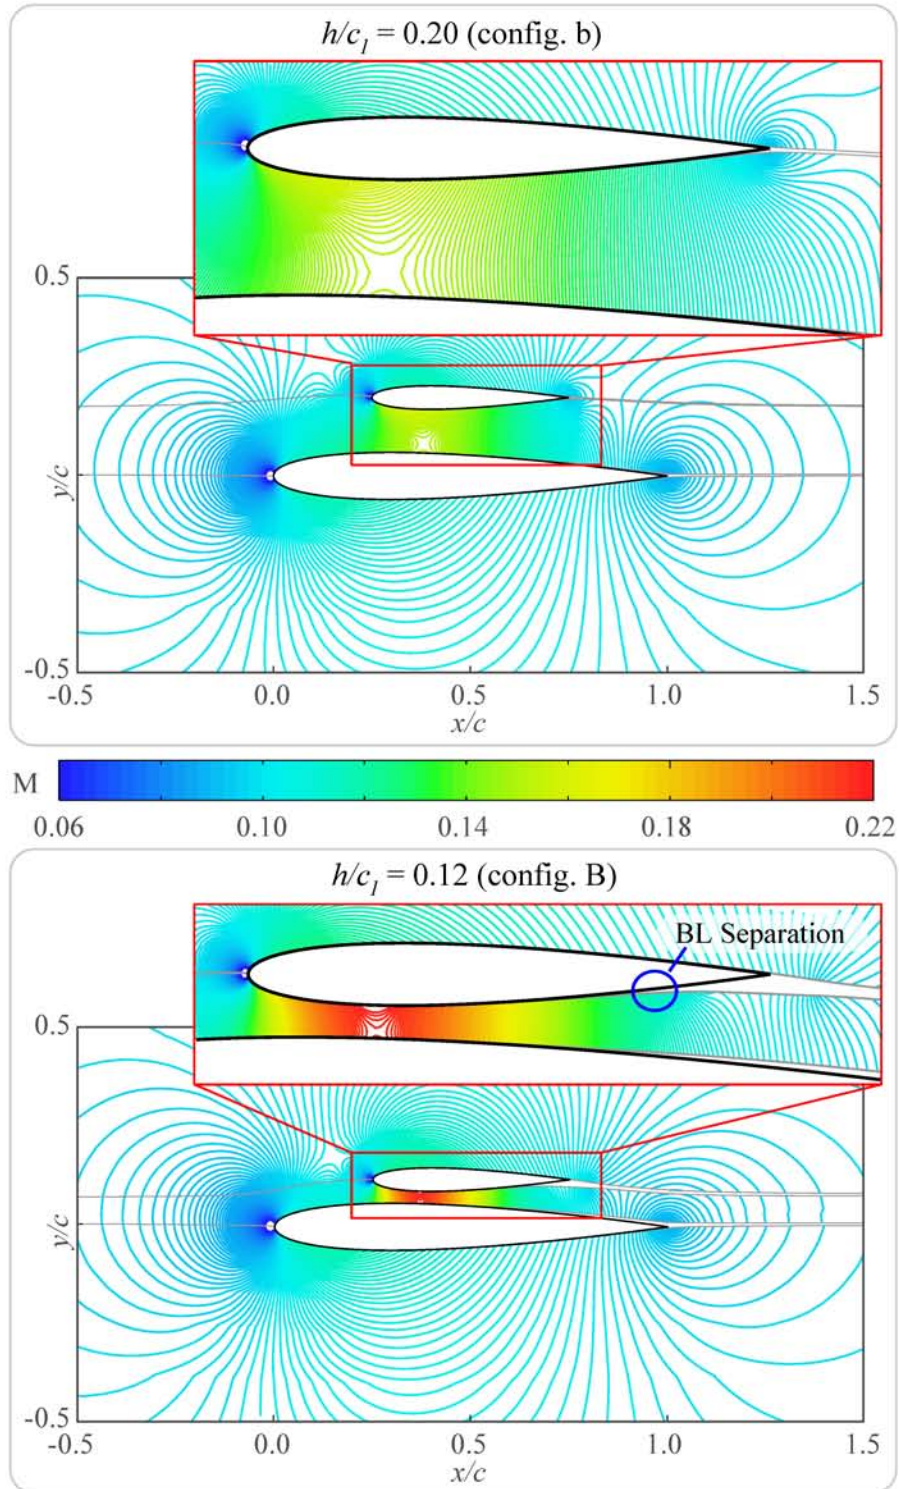 h/c_l = 0.20 (config. b)
0.5
y/c
-0.5
-0.5 0.0 0.5 1.0 1.5
x/c
M
0.06 0.10 0.14 0.18 0.22
h/c_l = 0.12 (config. B)
BL Separation
0.5
y/c
-0.5
-0.5 0.0 0.5 1.0 1.5
x/c